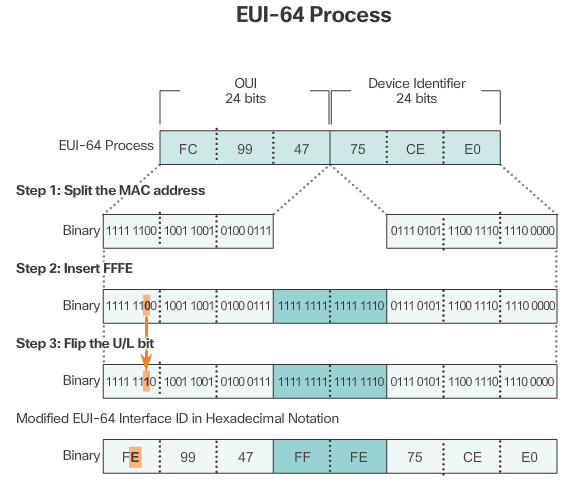 EUI-64 Process
OUI
24 bits
Device Identifier
24 bits
EUI-64 Process FC 99 47 75 CE E0
Step 1: Split the MAC address
Binary 1111 1100 1001 1001 0100 0111 0111 0101 1100 1110 1110 0000
Step 2: Insert FFFE
Binary 1111 1100 1001 1001 0100 0111 1111 1111 1111 1110 0111 0101 1100 1110 1110 0000
Step 3: Flip the U/L bit
Binary 1111 1110 1001 1001 0100 0111 1111 1111 1111 1110 0111 0101 1100 1110 1110 0000
Modified EUI-64 Interface ID in Hexadecimal Notation
Binary FE 99 47 FF FE 75 CE E0